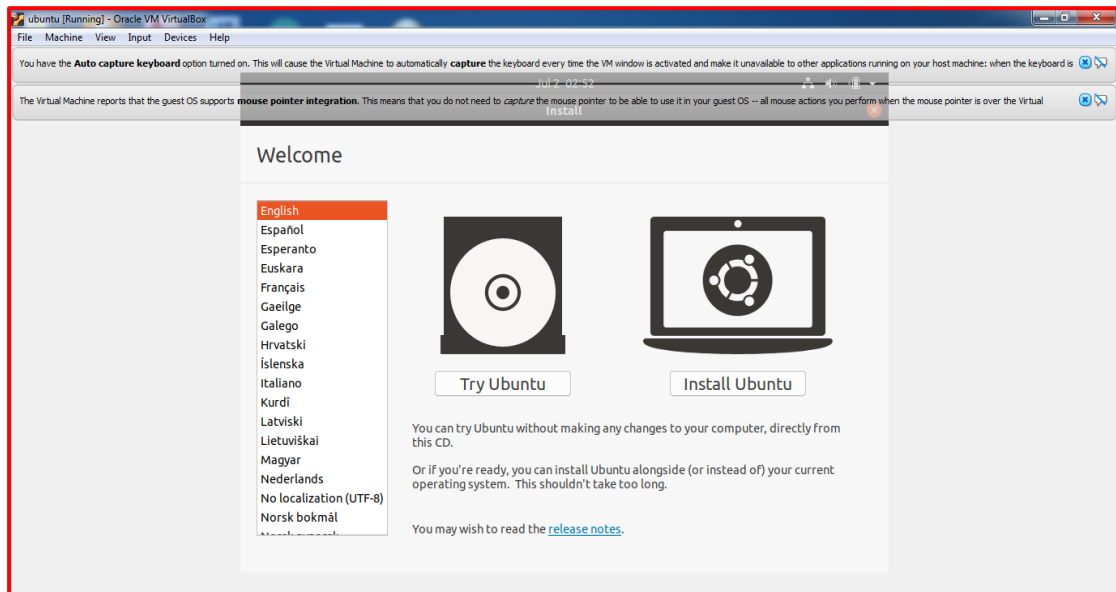 ubuntu [Running] - Oracle VM VirtualBox
File Machine View Input Devices Help
You have the Auto capture keyboard option turned on. This will cause the Virtual Machine to automatically capture the keyboard every time the VM window is activated and make it unavailable to other applications running on your host machine: when the keyboard is
Jul 2 02:52
The Virtual Machine reports that the guest OS supports mouse pointer integration. This means that you do not need to capture the mouse pointer to be able to use it in your guest OS -- all mouse actions you perform when the mouse pointer is over the Virtual
Install
Welcome
English
Español
Esperanto
Euskara
Français
Gaeilge
Galego
Hrvatski
Íslenska
Italiano
Kurdî
Latviski
Lietuviškai
Magyar
Nederlands
No localization (UTF-8)
Norsk bokmål
Try Ubuntu
Install Ubuntu
You can try Ubuntu without making any changes to your computer, directly from
this CD.
Or if you're ready, you can install Ubuntu alongside (or instead of) your current
operating system. This shouldn't take too long.
You may wish to read the release notes.